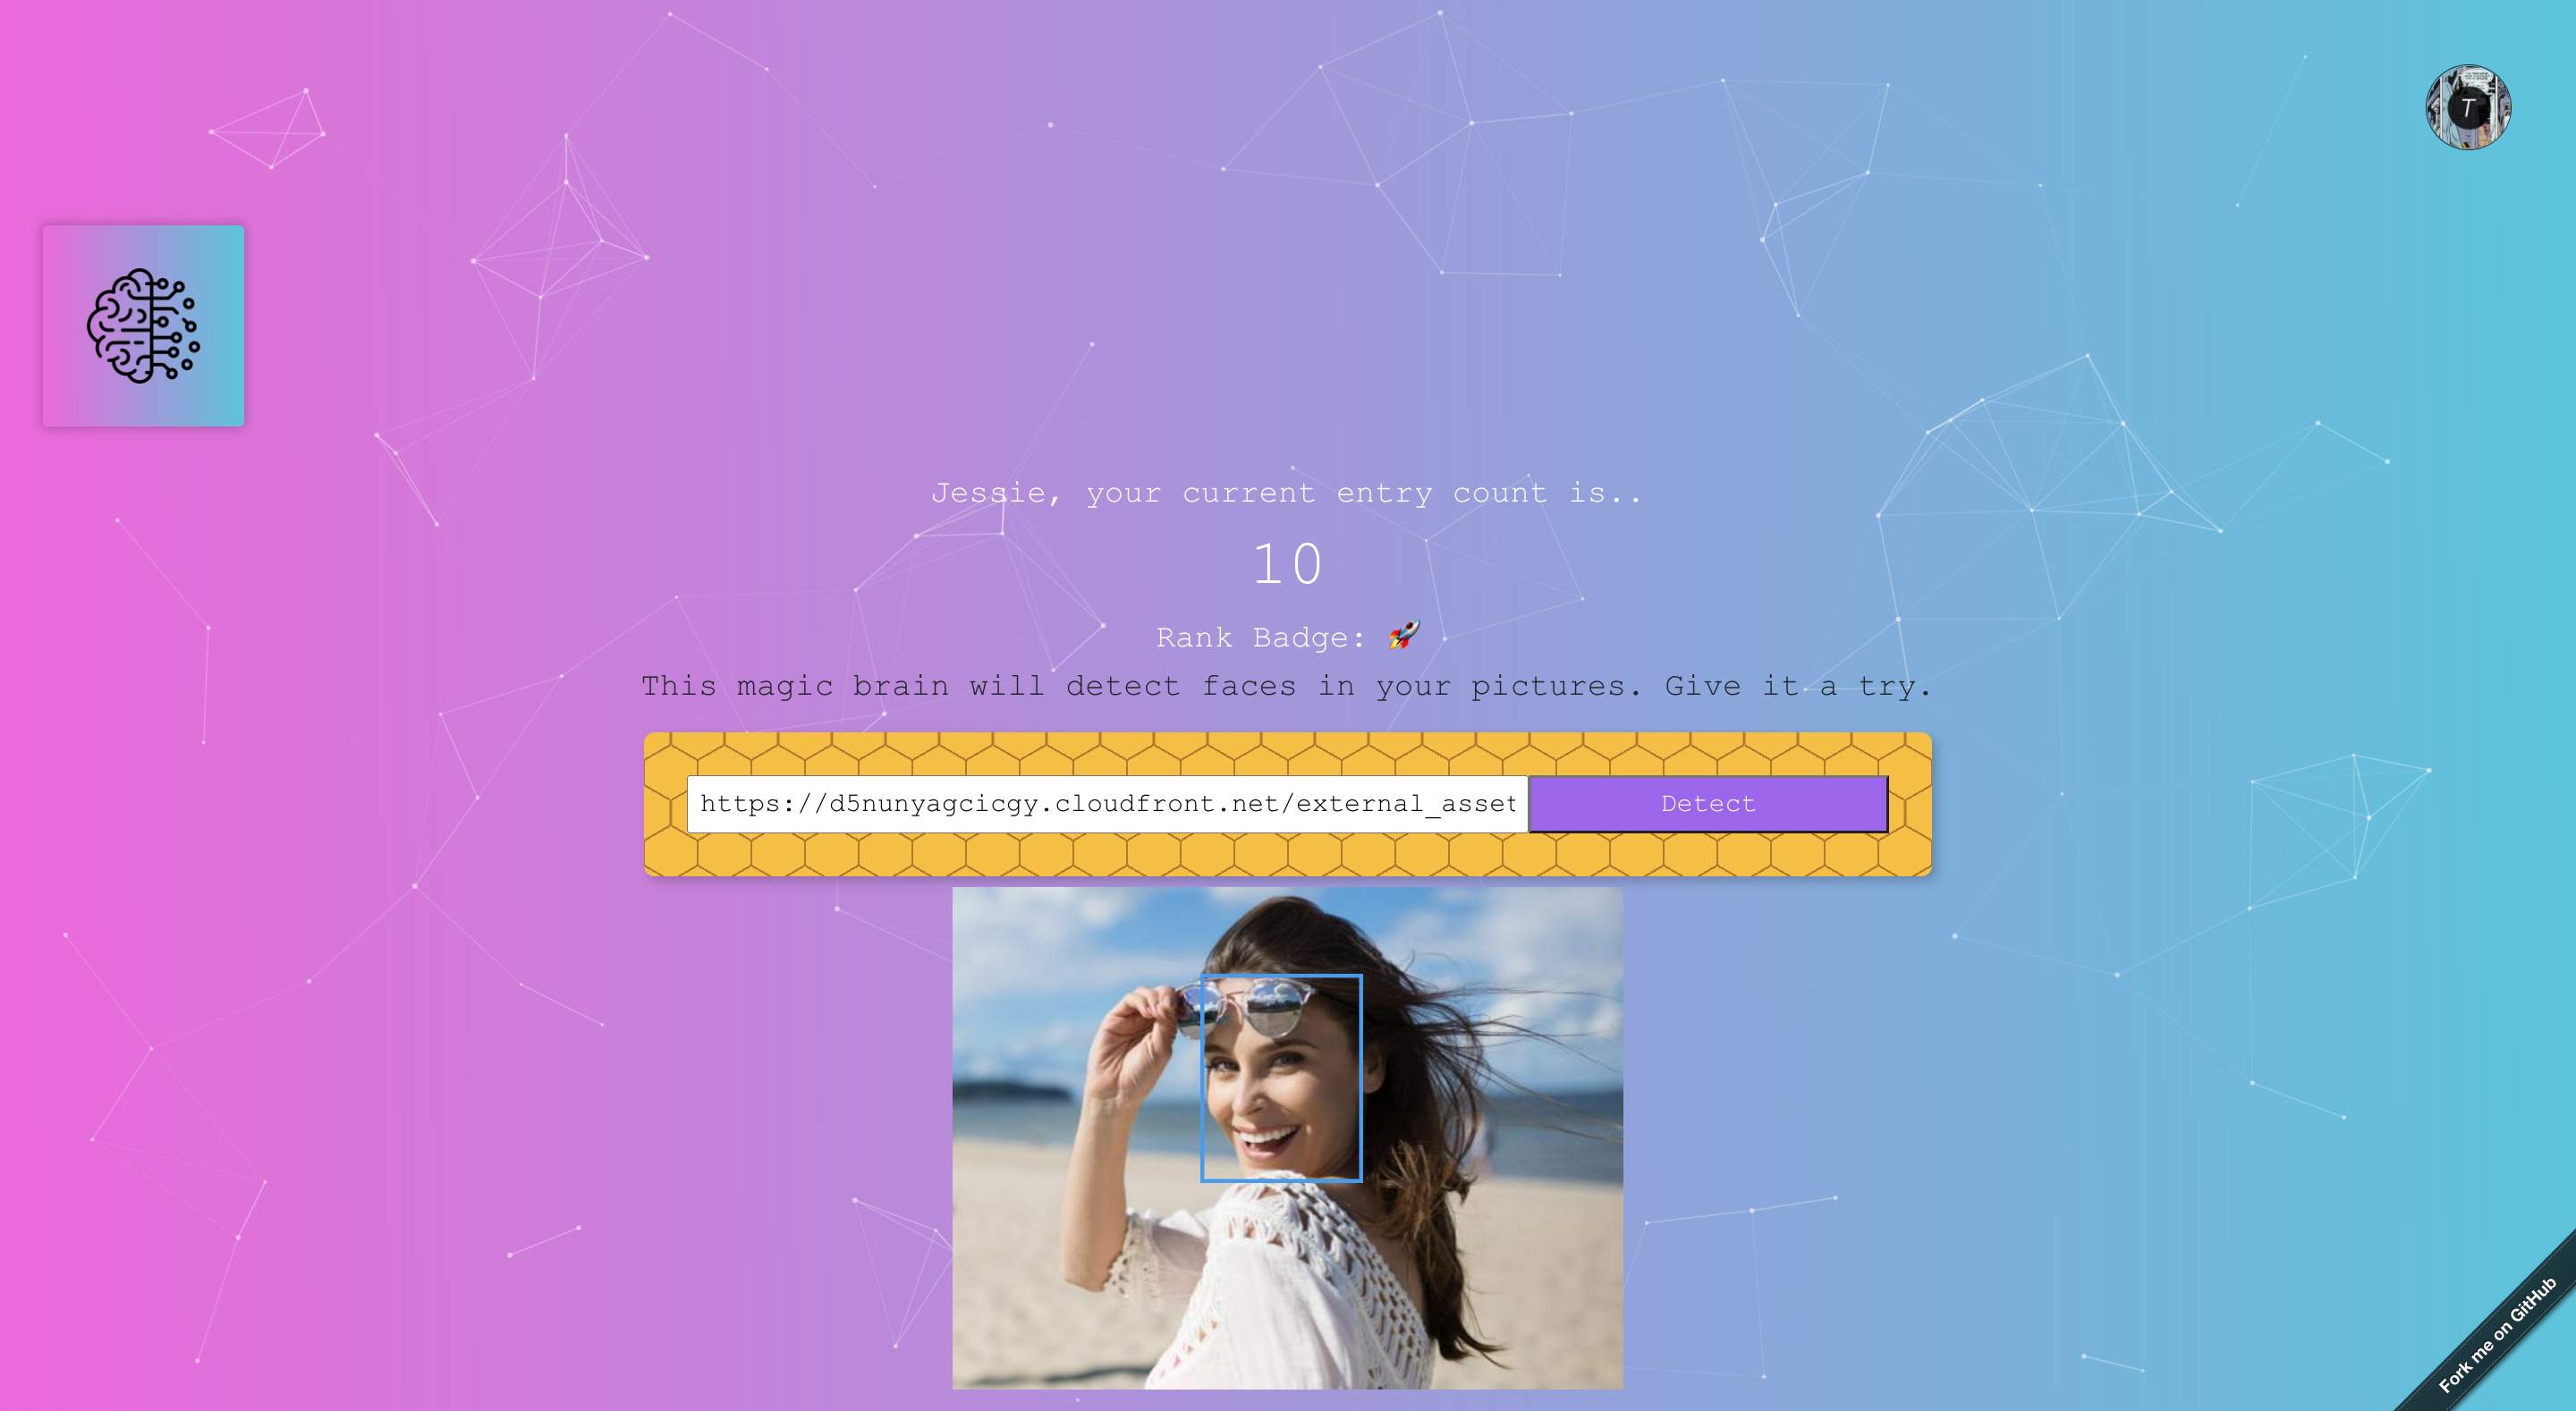 T
Jessie, your current entry count is..
10
Rank Badge: 🚀
This magic brain will detect faces in your pictures. Give it a try.
https://d5nunyagcicgy.cloudfront.net/external_asset
Detect
Fork me on GitHub